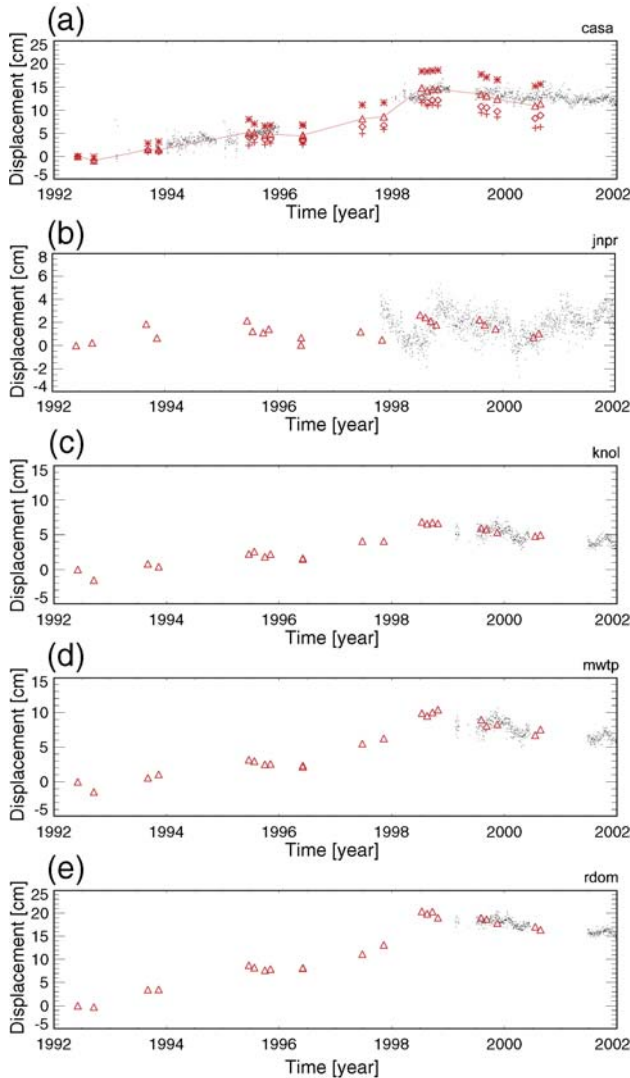 (a)
casa
Displacement [cm]
25
20
15
10
5
0
-5
1992 1994 1996 1998 2000 2002
Time [year]
(b)
jnpr
Displacement [cm]
8
6
4
2
0
-2
-4
1992 1994 1996 1998 2000 2002
Time [year]
(c)
knol
Displacement [cm]
15
10
5
0
-5
1992 1994 1996 1998 2000 2002
Time [year]
(d)
mwtp
Displacement [cm]
15
10
5
0
-5
1992 1994 1996 1998 2000 2002
Time [year]
(e)
rdom
Displacement [cm]
25
20
15
10
5
0
-5
1992 1994 1996 1998 2000 2002
Time [year]